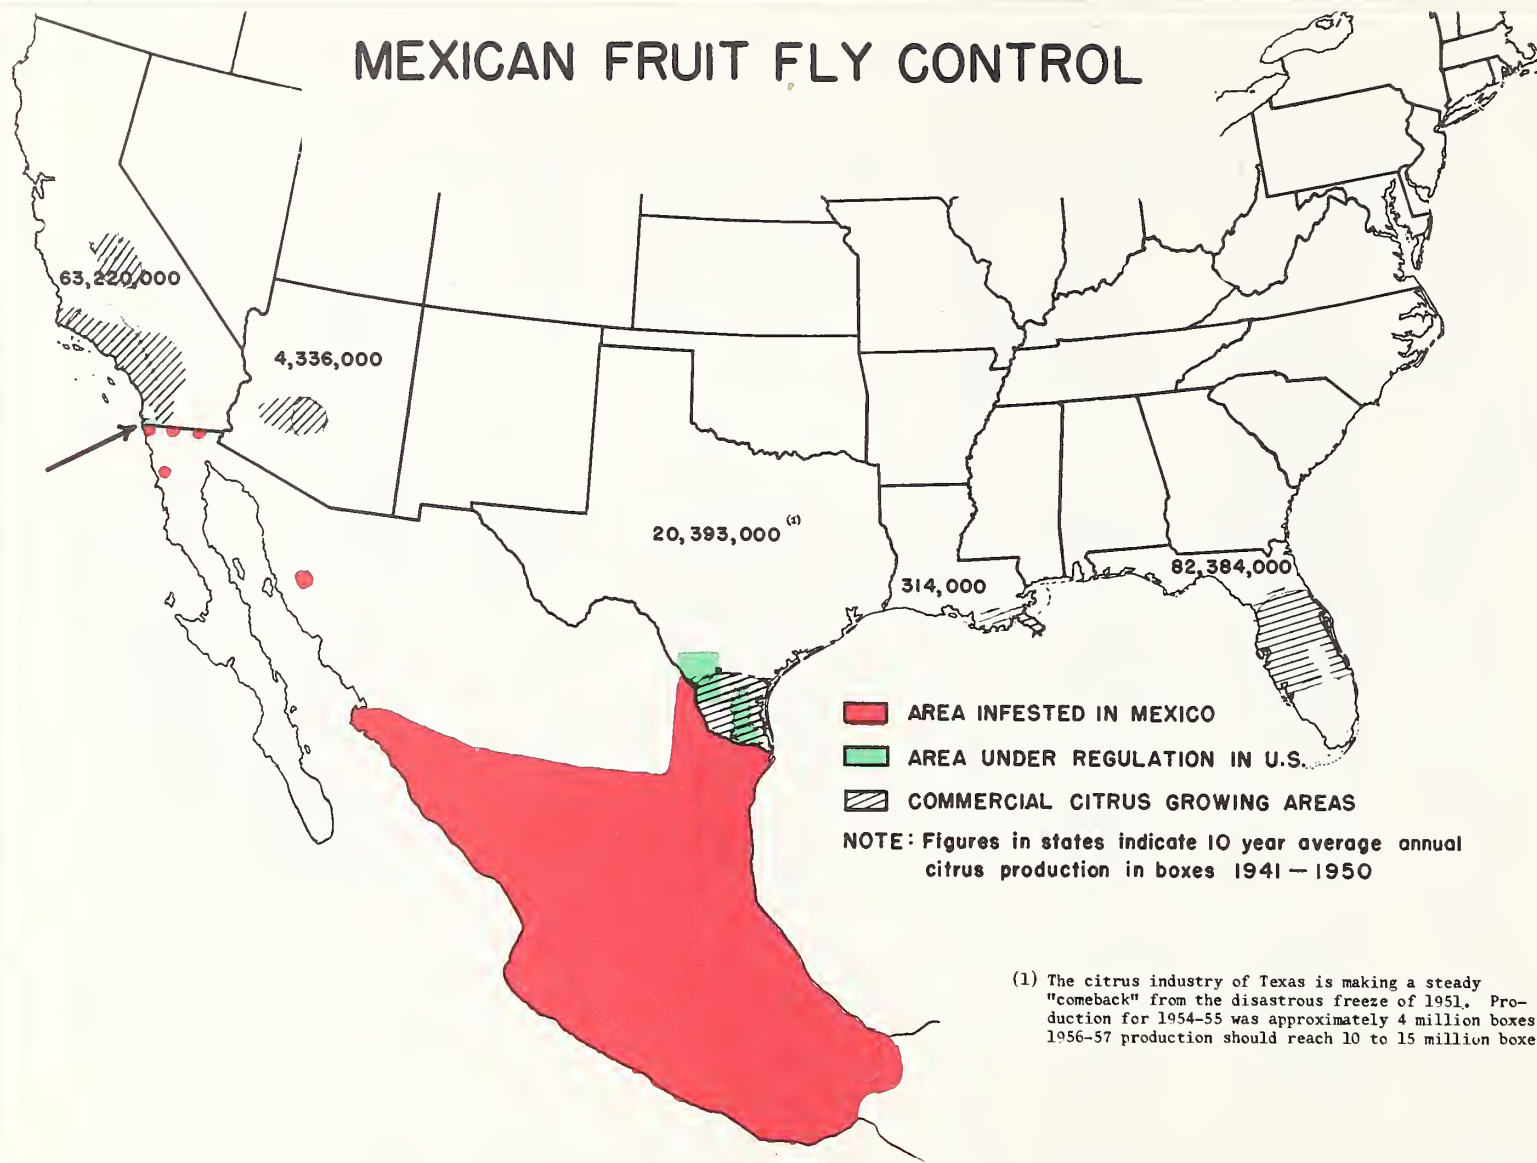 MEXICAN FRUIT FLY CONTROL
63,220,000
4,336,000
20,393,000 (1)
314,000
82,384,000
AREA INFESTED IN MEXICO
AREA UNDER REGULATION IN U.S.
COMMERCIAL CITRUS GROWING AREAS
NOTE: Figures in states indicate 10 year average annual
citrus production in boxes 1941 — 1950
(1) The citrus industry of Texas is making a steady
"comeback" from the disastrous freeze of 1951. Pro-
duction for 1954-55 was approximately 4 million boxes
1956-57 production should reach 10 to 15 million boxe